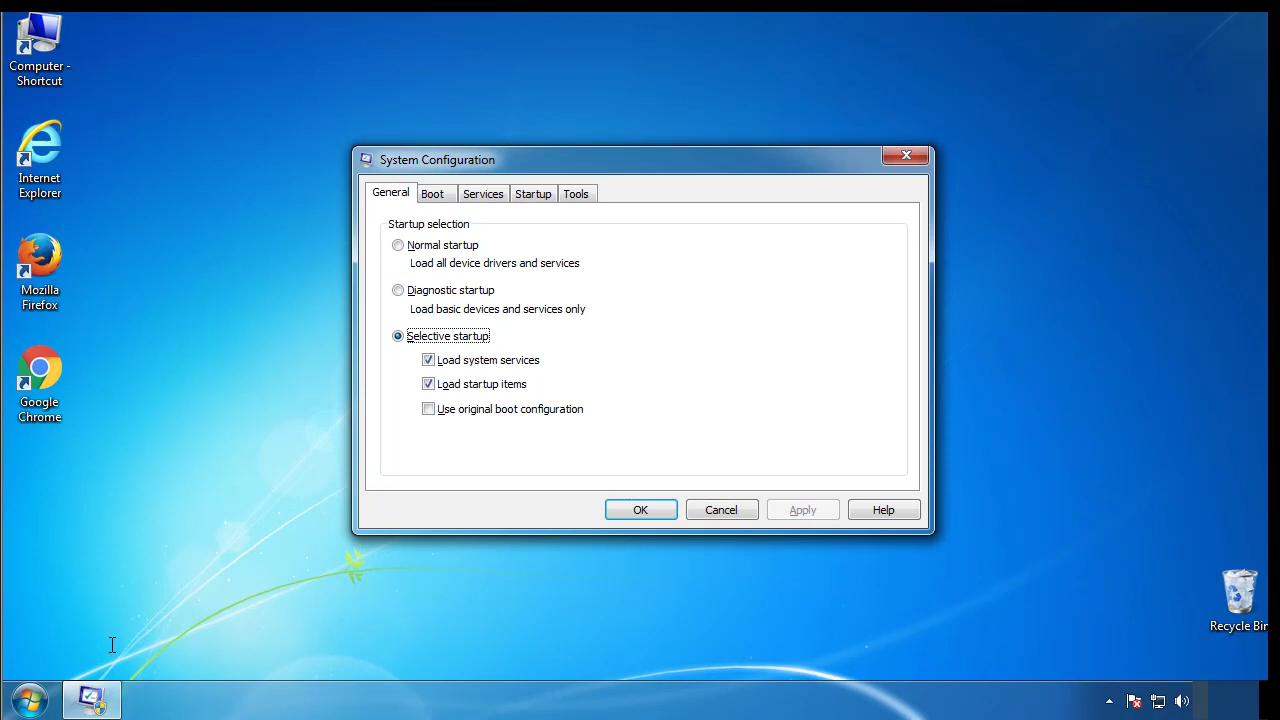 Computer -
Shortcut
Internet
Explorer
Mozilla
Firefox
Google
Chrome
System Configuration
General Boot Services Startup Tools
Startup selection
Normal startup
Load all device drivers and services
Diagnostic startup
Load basic devices and services only
Selective startup
Load system services
Load startup items
Use original boot configuration
OK Cancel Apply Help
Recycle Bin